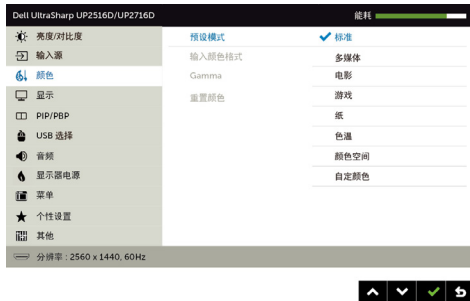 Dell UltraSharp UP2516D/UP2716D 能耗
亮度/对比度 预设模式 标准
输入源 输入颜色格式 多媒体
颜色 Gamma 电影
显示 重置颜色 游戏
PIP/PBP 纸
USB 选择 色温
音频 颜色空间
显示器电源 自定颜色
菜单
个性设置
其他
分辨率 : 2560 x 1440, 60Hz